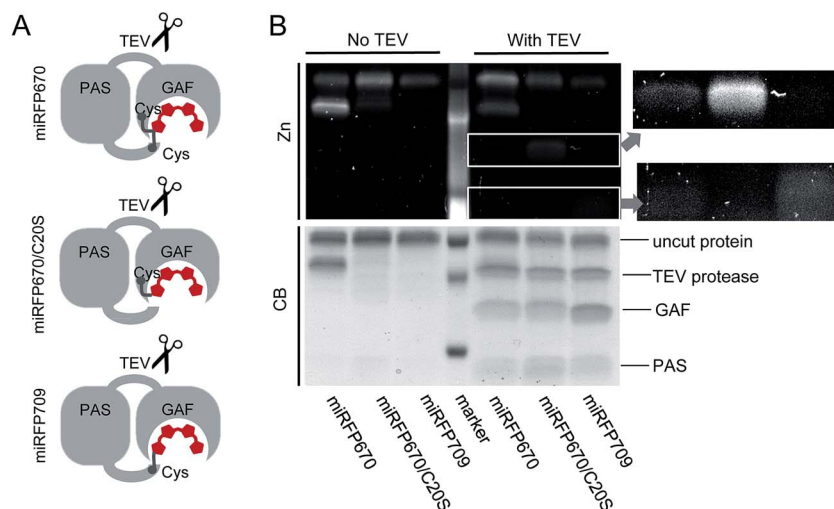 A
B
TEV
PAS
GAF
Cys
Cys
miRFP670
TEV
PAS
GAF
Cys
miRFP670/C20S
TEV
PAS
GAF
Cys
miRFP709
No TEV
With TEV
Zn
CB
uncut protein
TEV protease
GAF
PAS
miRFP670
miRFP670/C20S
miRFP709
marker
miRFP670
miRFP670/C20S
miRFP709